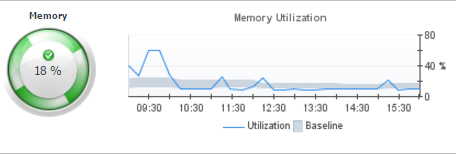 Memory
Memory Utilization
18 %
80
40 %
0
09:30 10:30 11:30 12:30 13:30 14:30 15:30
Utilization Baseline